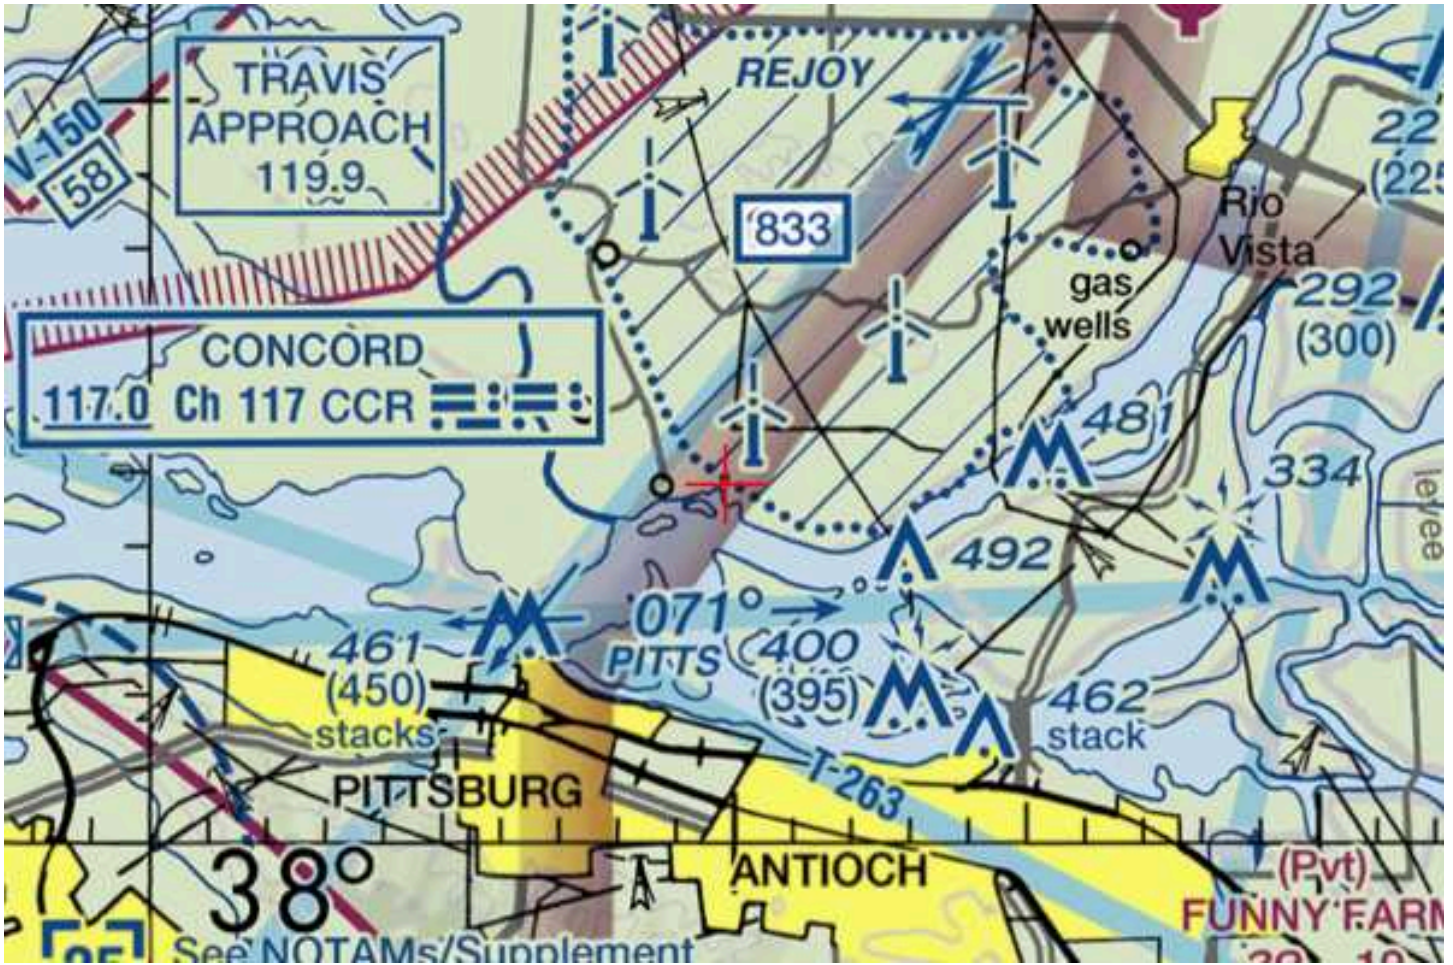 TRAVIS
APPROACH
119.9
V-150
58
REJOY
833
Rio
Vista
gas
wells
292
(300)
CONCORD
117.0 Ch 117 CCR
481
334
levee
492
071°
PITTS
461
(450)
stacks
400
(395)
462
stack
PITTSBURG
T-263
38°
ANTIOCH
(Pvt)
FUNNY FARM
See NOTAMs/Supplement